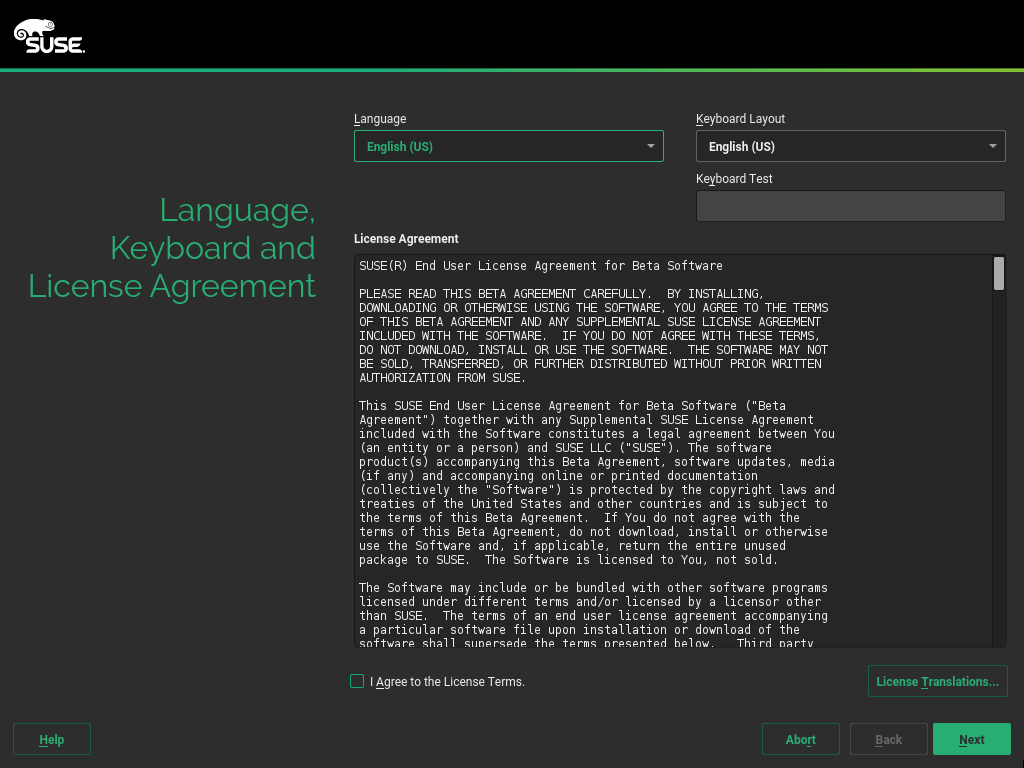 SUSE
Language, Keyboard and License Agreement
Language
English (US)
Keyboard Layout
English (US)
Keyboard Test
License Agreement
SUSE(R) End User License Agreement for Beta Software
PLEASE READ THIS BETA AGREEMENT CAREFULLY.  BY INSTALLING,
DOWNLOADING OR OTHERWISE USING THE SOFTWARE, YOU AGREE TO THE TERMS
OF THIS BETA AGREEMENT AND ANY SUPPLEMENTAL SUSE LICENSE AGREEMENT
INCLUDED WITH THE SOFTWARE.  IF YOU DO NOT AGREE WITH THESE TERMS,
DO NOT DOWNLOAD, INSTALL OR USE THE SOFTWARE.  THE SOFTWARE MAY NOT
BE SOLD, TRANSFERRED, OR FURTHER DISTRIBUTED WITHOUT PRIOR WRITTEN
AUTHORIZATION FROM SUSE.
This SUSE End User License Agreement for Beta Software ("Beta
Agreement") together with any Supplemental SUSE License Agreement
included with the Software constitutes a legal agreement between You
(an entity or a person) and SUSE LLC ("SUSE"). The software
product(s) accompanying this Beta Agreement, software updates, media
(if any) and accompanying online or printed documentation
(collectively the "Software") is protected by the copyright laws and
treaties of the United States and other countries and is subject to
the terms of this Beta Agreement.  If You do not agree with the
terms of this Beta Agreement, do not download, install or otherwise
use the Software and, if applicable, return the entire unused
package to SUSE.  The Software is licensed to You, not sold.
The Software may include or be bundled with other software programs
licensed under different terms and/or licensed by a licensor other
than SUSE.  The terms of an end user license agreement accompanying
a particular software file upon installation or download of the
software shall supersede the terms presented below.   Third party
I Agree to the License Terms.
License Translations...
Help
Abort
Back
Next